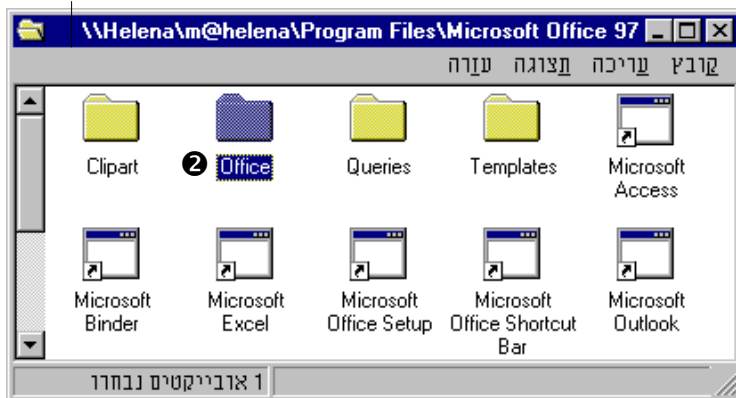 \\Helena\m@helena\Program Files\Microsoft Office 97
קובץ עריכה תצוגה עזרה
Clipart
❷ Office
Queries
Templates
Microsoft
Access
Microsoft
Binder
Microsoft
Excel
Microsoft
Office Setup
Microsoft
Office Shortcut
Bar
Microsoft
Outlook
1 אובייקטים נבחרו